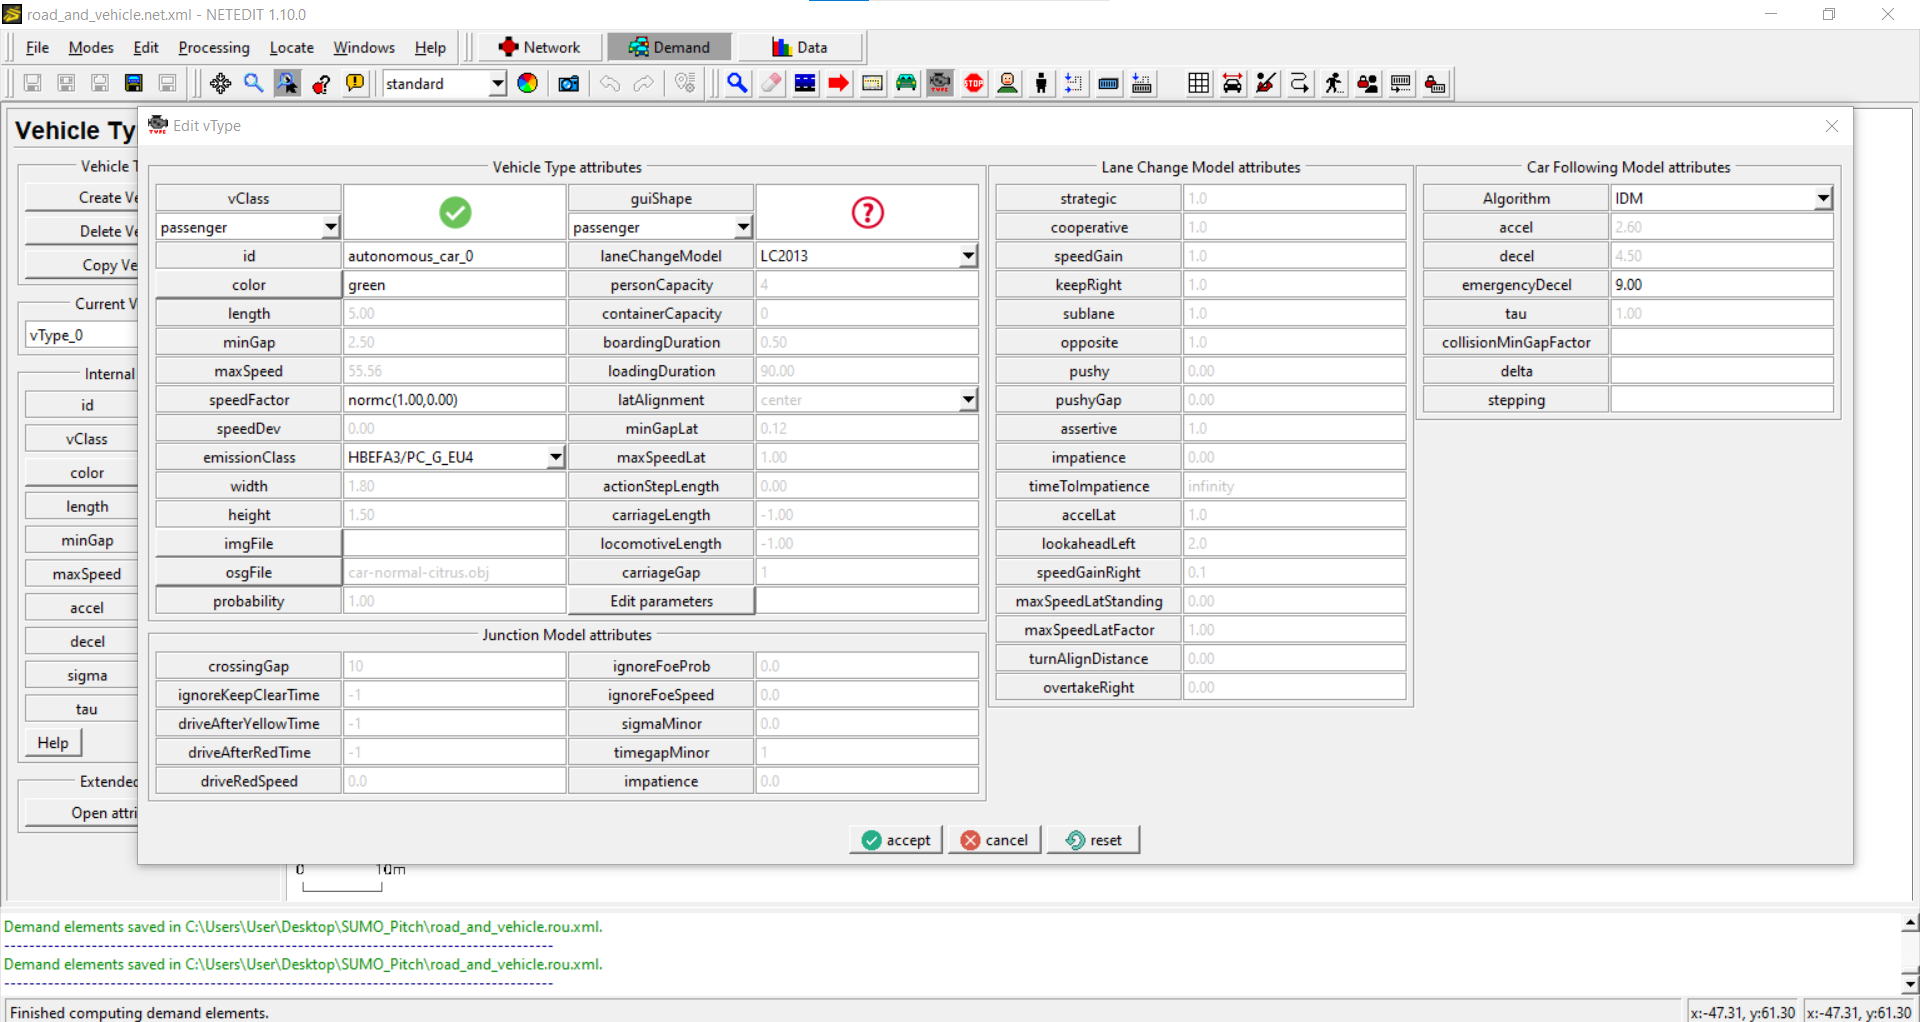 road_and_vehicle.net.xml - NETEDIT 1.10.0
File Modes Edit Processing Locate Windows Help Network Demand Data
standard
TYPE STOP
Vehicle Ty
TYPE Edit vType
Vehicle T
Create Ve
Delete Ve
Copy Ve
Current V
vType_0
Internal
id
vClass
color
length
minGap
maxSpeed
accel
decel
sigma
tau
Help
Extended
Open attri
Vehicle Type attributes
vClass guiShape
passenger passenger
id autonomous_car_0 laneChangeModel LC2013
color green personCapacity 4
length 5.00 containerCapacity 0
minGap 2.50 boardingDuration 0.50
maxSpeed 55.56 loadingDuration 90.00
speedFactor normc(1.00,0.00) latAlignment center
speedDev 0.00 minGapLat 0.12
emissionClass HBEFA3/PC_G_EU4 maxSpeedLat 1.00
width 1.80 actionStepLength 0.00
height 1.50 carriageLength -1.00
imgFile locomotiveLength -1.00
osgFile car-normal-citrus.obj carriageGap 1
probability 1.00 Edit parameters
Junction Model attributes
crossingGap 10 ignoreFoeProb 0.0
ignoreKeepClearTime -1 ignoreFoeSpeed 0.0
driveAfterYellowTime -1 sigmaMinor 0.0
driveAfterRedTime -1 timegapMinor 1
driveRedSpeed 0.0 impatience 0.0
Lane Change Model attributes
strategic 1.0
cooperative 1.0
speedGain 1.0
keepRight 1.0
sublane 1.0
opposite 1.0
pushy 0.00
pushyGap 0.00
assertive 1.0
impatience 0.00
timeToImpatience infinity
accelLat 1.0
lookaheadLeft 2.0
speedGainRight 0.1
maxSpeedLatStanding 0.00
maxSpeedLatFactor 1.00
turnAlignDistance 0.00
overtakeRight 0.00
Car Following Model attributes
Algorithm IDM
accel 2.60
decel 4.50
emergencyDecel 9.00
tau 1.00
collisionMinGapFactor
delta
stepping
accept cancel reset
0 10m
Demand elements saved in C:\Users\User\Desktop\SUMO_Pitch\road_and_vehicle.rou.xml.
Demand elements saved in C:\Users\User\Desktop\SUMO_Pitch\road_and_vehicle.rou.xml.
Finished computing demand elements. x:-47.31, y:61.30 x:-47.31, y:61.30